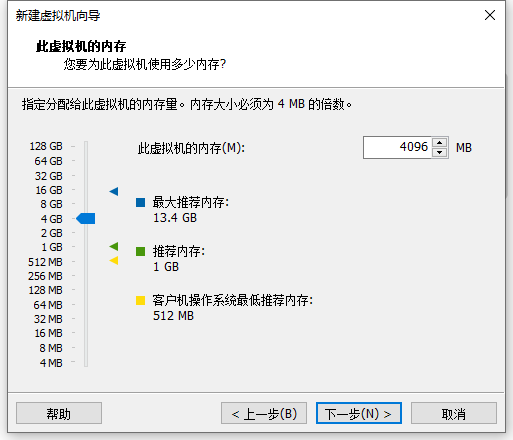 新建虚拟机向导
此虚拟机的内存
您要为此虚拟机使用多少内存?
指定分配给此虚拟机的内存量。内存大小必须为 4 MB 的倍数。
128 GB
64 GB
32 GB
16 GB
8 GB
4 GB
2 GB
1 GB
512 MB
256 MB
128 MB
64 MB
32 MB
16 MB
8 MB
4 MB
此虚拟机的内存(M):
4096 MB
最大推荐内存:
13.4 GB
推荐内存:
1 GB
客户机操作系统最低推荐内存:
512 MB
帮助
< 上一步(B)
下一步(N) >
取消